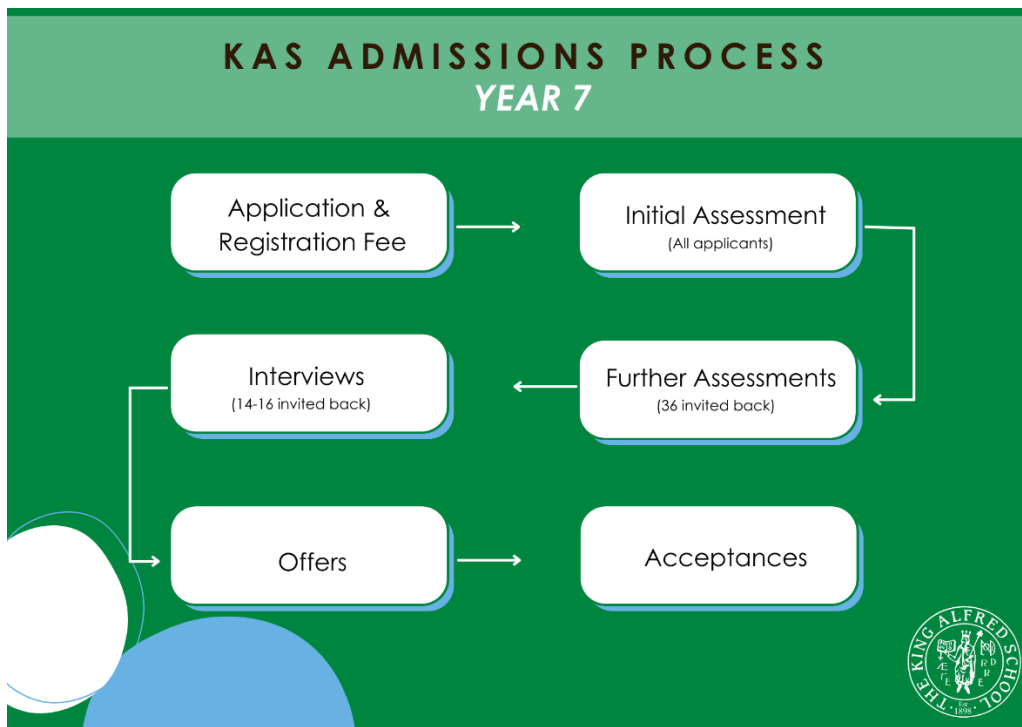 KAS ADMISSIONS PROCESS
YEAR 7
Application &
Registration Fee
Initial Assessment
(All applicants)
Further Assessments
(36 invited back)
Interviews
(14-16 invited back)
Offers
Acceptances
THE KING ALFRED SCHOOL
Est
1898